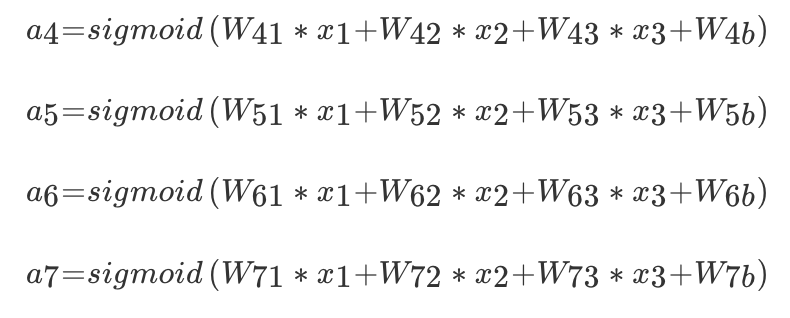 a4=sigmoid(W41 * x1+W42 * x2+W43 * x3+W4b)
a5=sigmoid(W51 * x1+W52 * x2+W53 * x3+W5b)
a6=sigmoid(W61 * x1+W62 * x2+W63 * x3+W6b)
a7=sigmoid(W71 * x1+W72 * x2+W73 * x3+W7b)